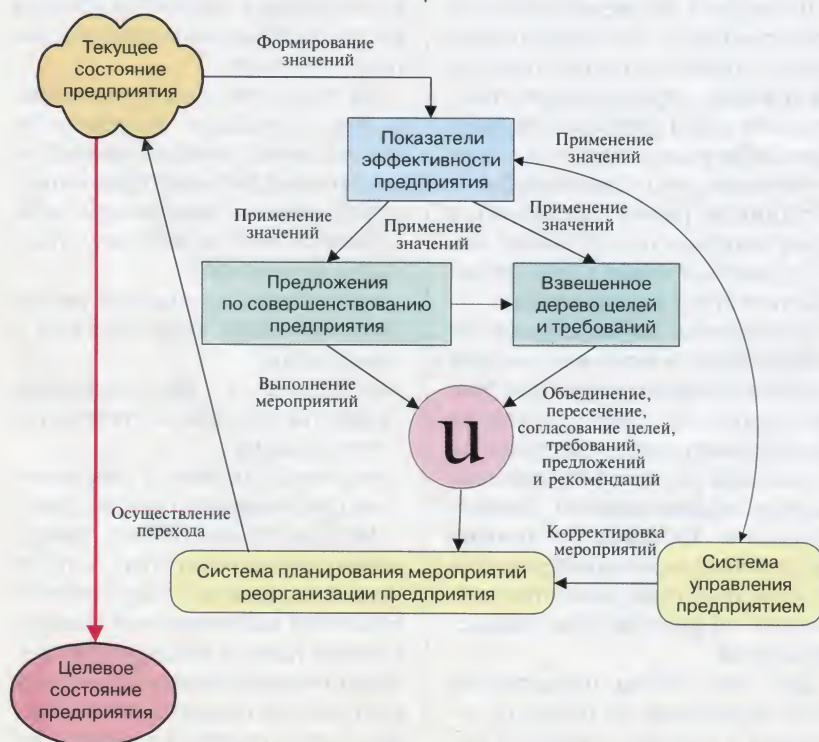 Текущее
состояние
предприятия
Формирование
значений
Показатели
эффективности
предприятия
Применение
значений
Применение
значений
Применение
значений
Применение
значений
Предложения
по совершенствованию
предприятия
Взвешенное
дерево целей
и требований
Выполнение
мероприятий
u
Объединение,
пересечение,
согласование целей,
требований,
предложений
и рекомендаций
Осуществление
перехода
Корректировка
мероприятий
Система планирования мероприятий
реорганизации предприятия
Система
управления
предприятием
Целевое
состояние
предприятия